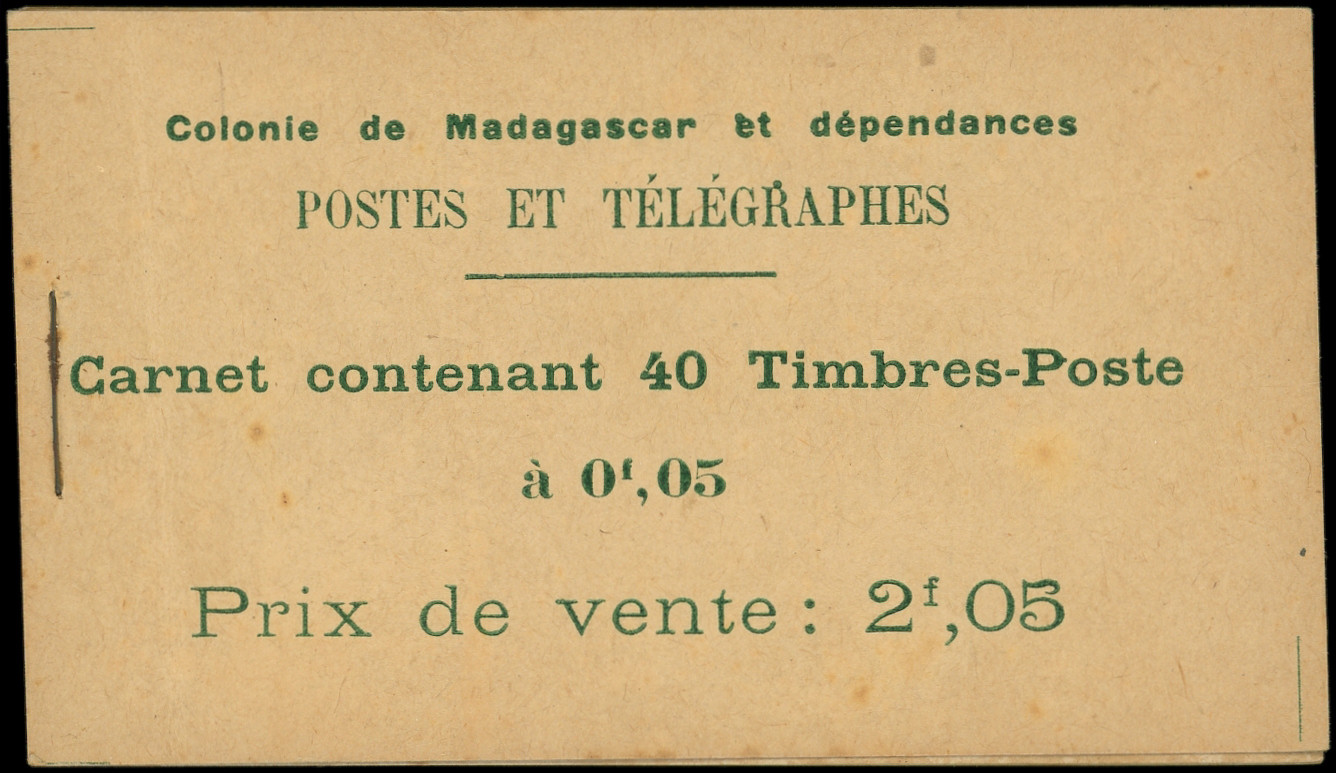 Colonie de Madagascar et dépendances
POSTES ET TÉLÉGRAPHES
Carnet contenant 40 Timbres-Poste
à 0f,05
Prix de vente : 2f,05